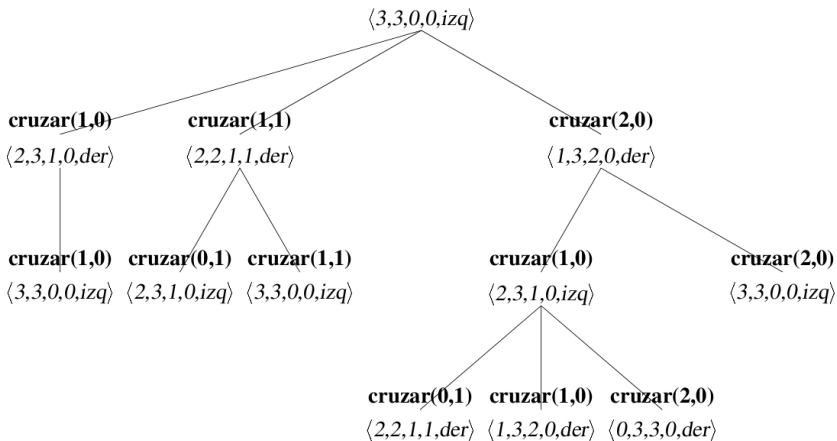 ⟨3,3,0,0,izq⟩
cruzar(1,0) cruzar(1,1) cruzar(2,0)
⟨2,3,1,0,der⟩ ⟨2,2,1,1,der⟩ ⟨1,3,2,0,der⟩
cruzar(1,0) cruzar(0,1) cruzar(1,1) cruzar(1,0) cruzar(2,0)
⟨3,3,0,0,izq⟩ ⟨2,3,1,0,izq⟩ ⟨3,3,0,0,izq⟩ ⟨2,3,1,0,izq⟩ ⟨3,3,0,0,izq⟩
cruzar(0,1) cruzar(1,0) cruzar(2,0)
⟨2,2,1,1,der⟩ ⟨1,3,2,0,der⟩ ⟨0,3,3,0,der⟩